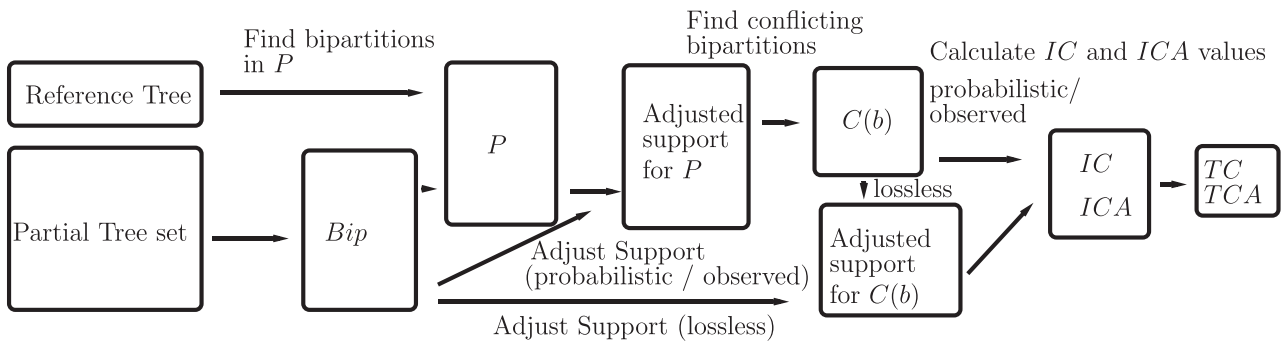 Find bipartitions
in P
Reference Tree
Partial Tree set
Bip
P
Adjusted
support
for P
Find conflicting
bipartitions
C(b)
Calculate IC and ICA values
probabilistic/
observed
lossless
Adjust Support
(probabilistic / observed)
Adjust Support (lossless)
Adjusted
support
for C(b)
IC
ICA
TC
TCA